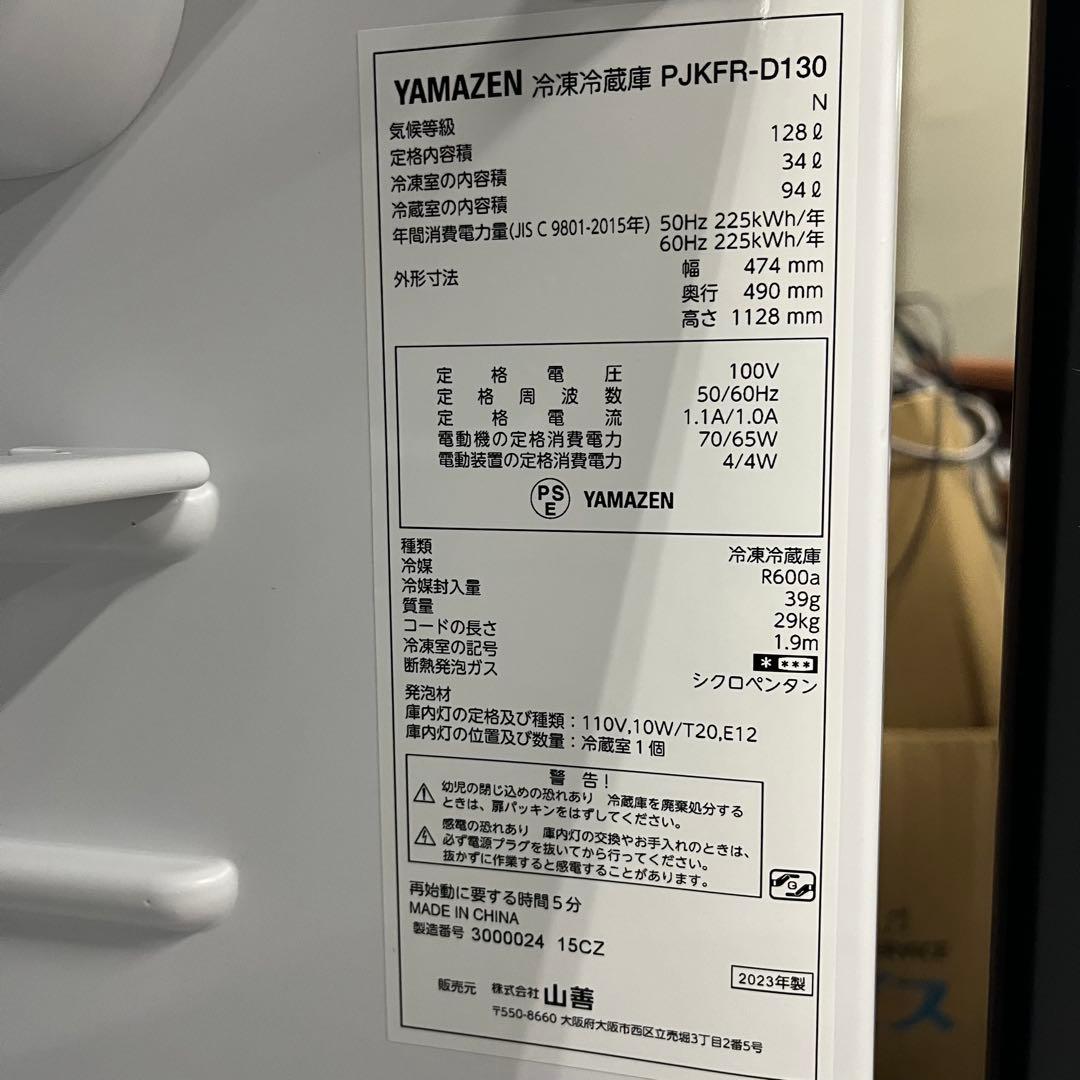 YAMAZEN 冷凍冷蔵庫 PJKFR-D130
気候等級 N
定格内容積 128ℓ
冷凍室の内容積 34ℓ
冷蔵室の内容積 94ℓ
年間消費電力量(JIS C 9801-2015年) 50Hz 225kWh/年
60Hz 225kWh/年
外形寸法 幅 474 mm
奥行 490 mm
高さ 1128 mm
定格電圧 100V
定格周波数 50/60Hz
定格電流 1.1A/1.0A
電動機の定格消費電力 70/65W
電動装置の定格消費電力 4/4W
PSE YAMAZEN
種類 冷凍冷蔵庫
冷媒 R600a
冷媒封入量 39g
質量 29kg
コードの長さ 1.9m
冷凍室の記号 * ***
断熱発泡ガス シクロペンタン
発泡材
庫内灯の定格及び種類：110V,10W/T20,E12
庫内灯の位置及び数量：冷蔵室1個
警 告！
幼児の閉じ込めの恐れあり 冷蔵庫を廃棄処分する
ときは、扉パッキンをはずしてください。
感電の恐れあり 庫内灯の交換やお手入れのときは、
必ず電源プラグを抜いてから行ってください。
抜かずに作業すると感電することがあります。
G
再始動に要する時間5分
MADE IN CHINA
製造番号 3000024 15CZ
2023年製
販売元 株式会社 山善
〒550-8660 大阪府大阪市西区立売堀3丁目2番5号